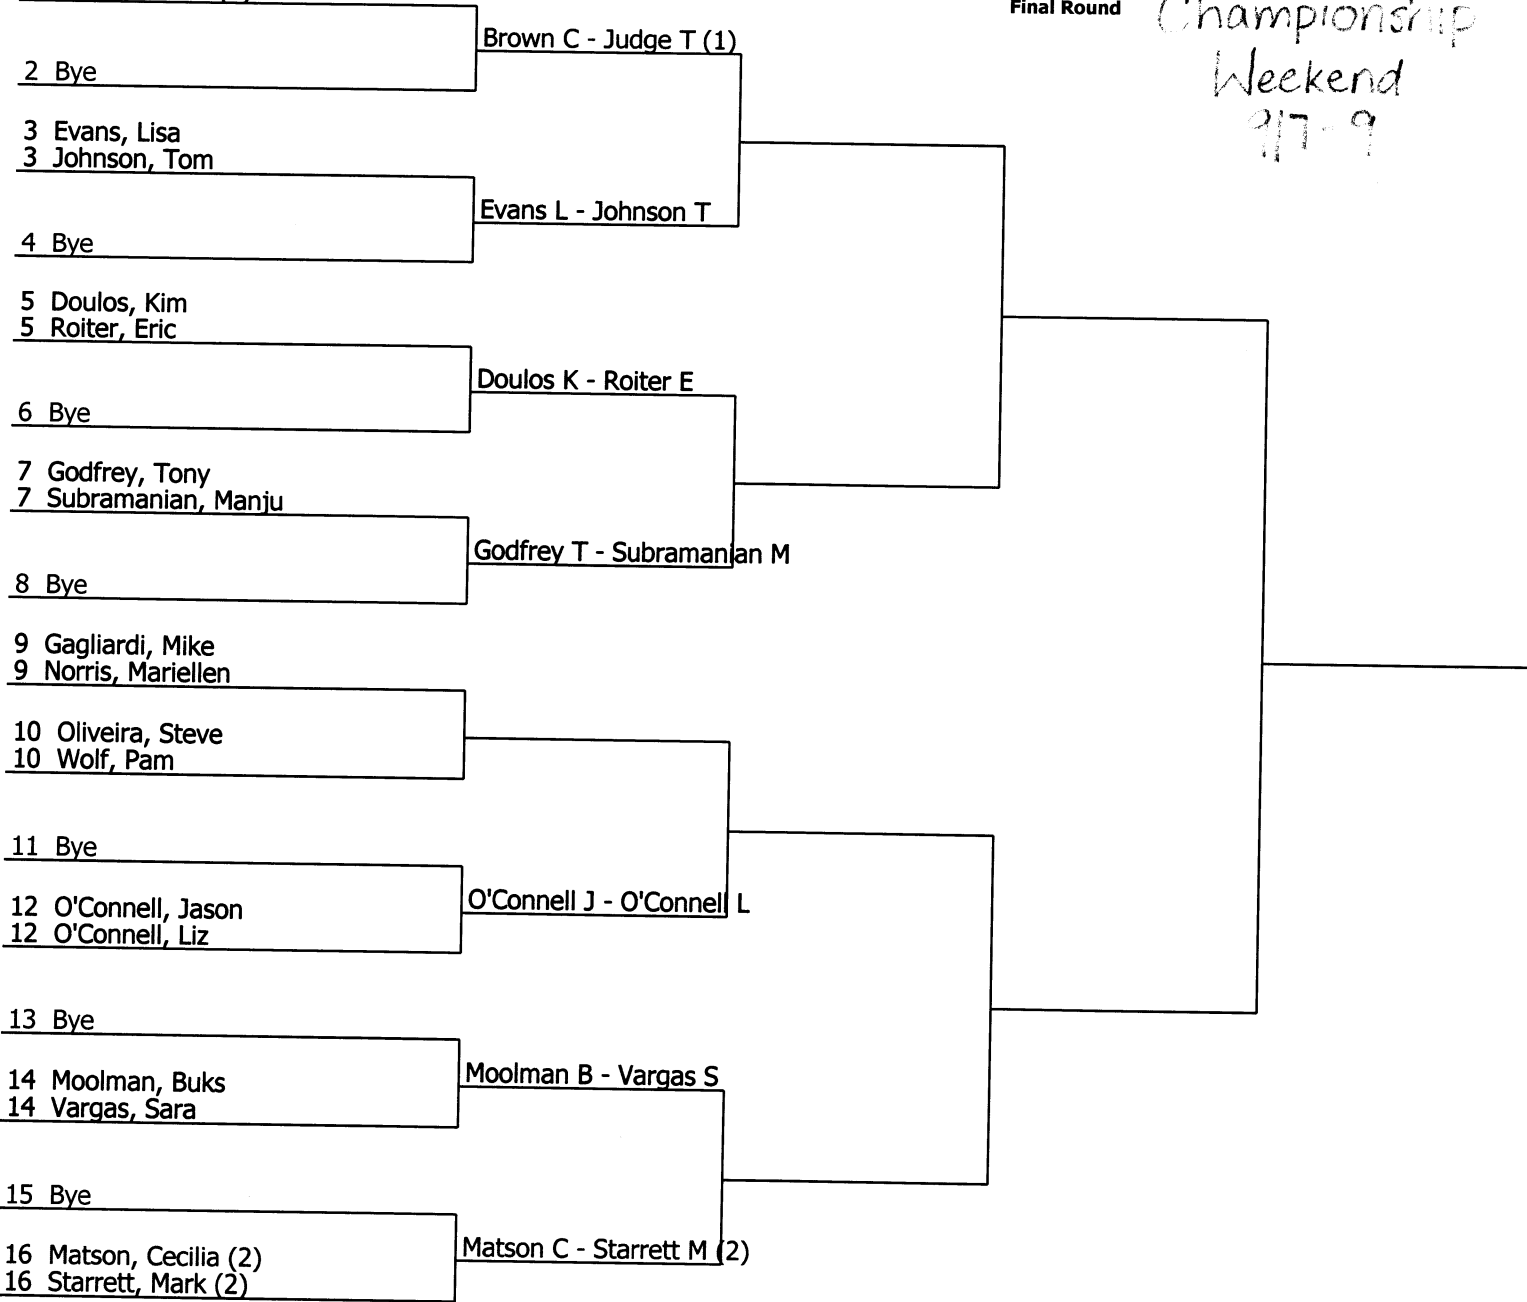 Final Round
Championship
Weekend
9/7-9
Brown C - Judge T (1)
2 Bye
3 Evans, Lisa
3 Johnson, Tom
Evans L - Johnson T
4 Bye
5 Doulos, Kim
5 Roiter, Eric
Doulos K - Roiter E
6 Bye
7 Godfrey, Tony
7 Subramanian, Manju
Godfrey T - Subramanian M
8 Bye
9 Gagliardi, Mike
9 Norris, Mariellen
10 Oliveira, Steve
10 Wolf, Pam
11 Bye
O'Connell J - O'Connell L
12 O'Connell, Jason
12 O'Connell, Liz
13 Bye
Moolman B - Vargas S
14 Moolman, Buks
14 Vargas, Sara
15 Bye
Matson C - Starrett M (2)
16 Matson, Cecilia (2)
16 Starrett, Mark (2)